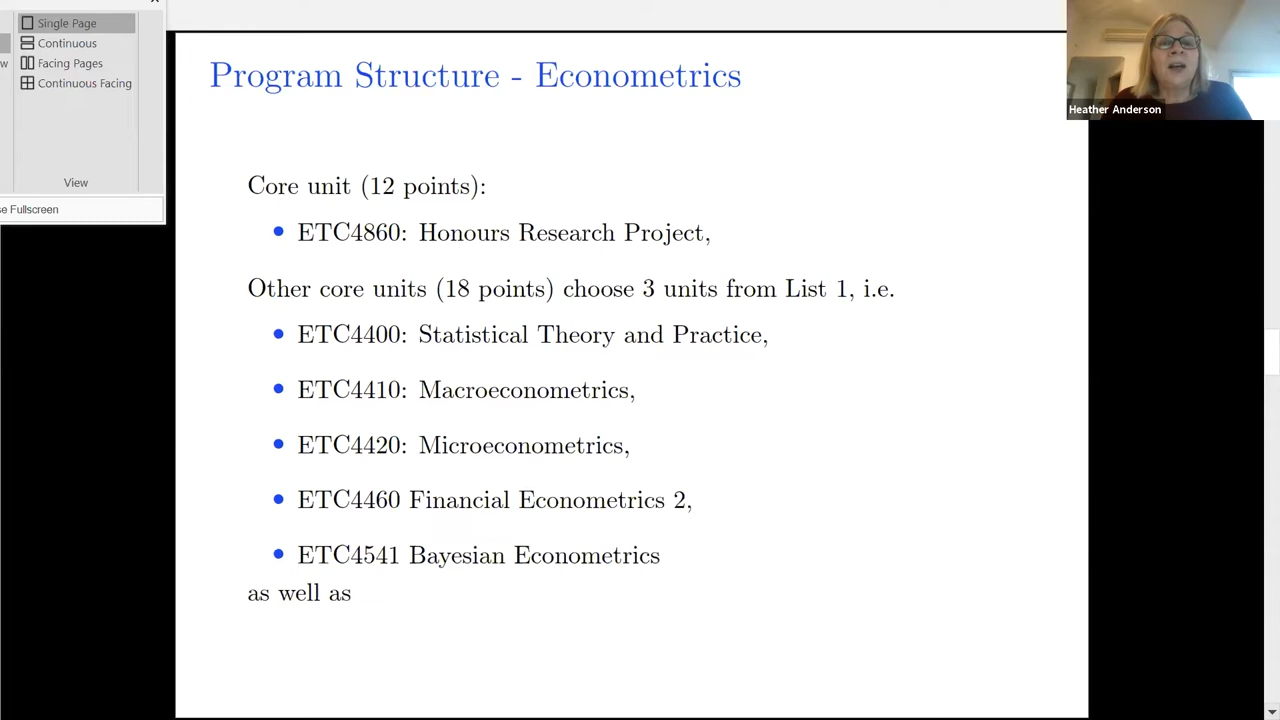 Single Page
Continuous
Facing Pages
Continuous Facing
View
Fullscreen
Program Structure - Econometrics
Heather Anderson
Core unit (12 points):
• ETC4860: Honours Research Project,
Other core units (18 points) choose 3 units from List 1, i.e.
• ETC4400: Statistical Theory and Practice,
• ETC4410: Macroeconometrics,
• ETC4420: Microeconometrics,
• ETC4460 Financial Econometrics 2,
• ETC4541 Bayesian Econometrics
as well as